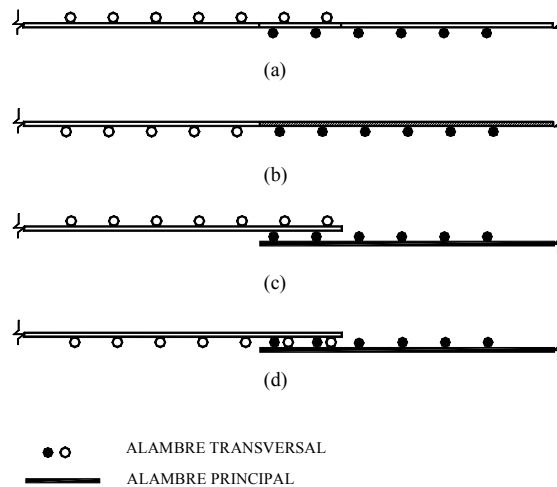 (a)
(b)
(c)
(d)
ALAMBRE TRANSVERSAL
ALAMBRE PRINCIPAL